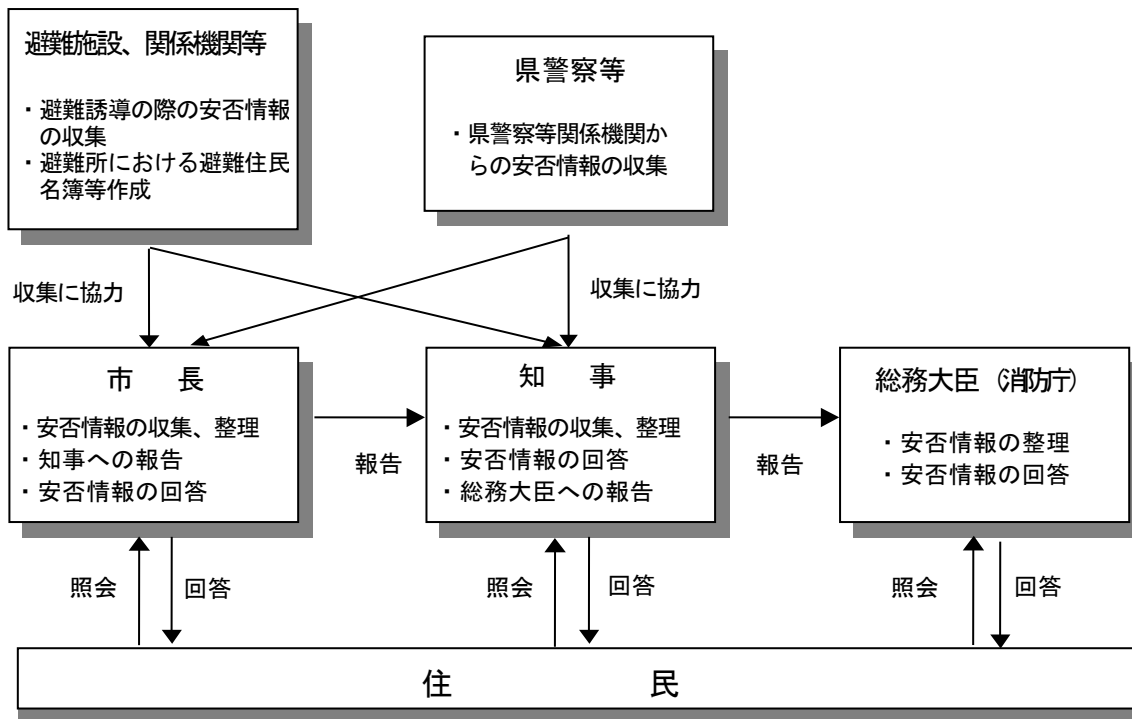 避難施設、関係機関等
・避難誘導の際の安否情報
の収集
・避難所における避難住民
名簿等作成
県警察等
・県警察等関係機関か
らの安否情報の収集
収集に協力
収集に協力
市　長
・安否情報の収集、整理
・知事への報告
・安否情報の回答
報告
知　事
・安否情報の収集、整理
・安否情報の回答
・総務大臣への報告
報告
総務大臣（消防庁）
・安否情報の整理
・安否情報の回答
照会
回答
照会
回答
照会
回答
住　民